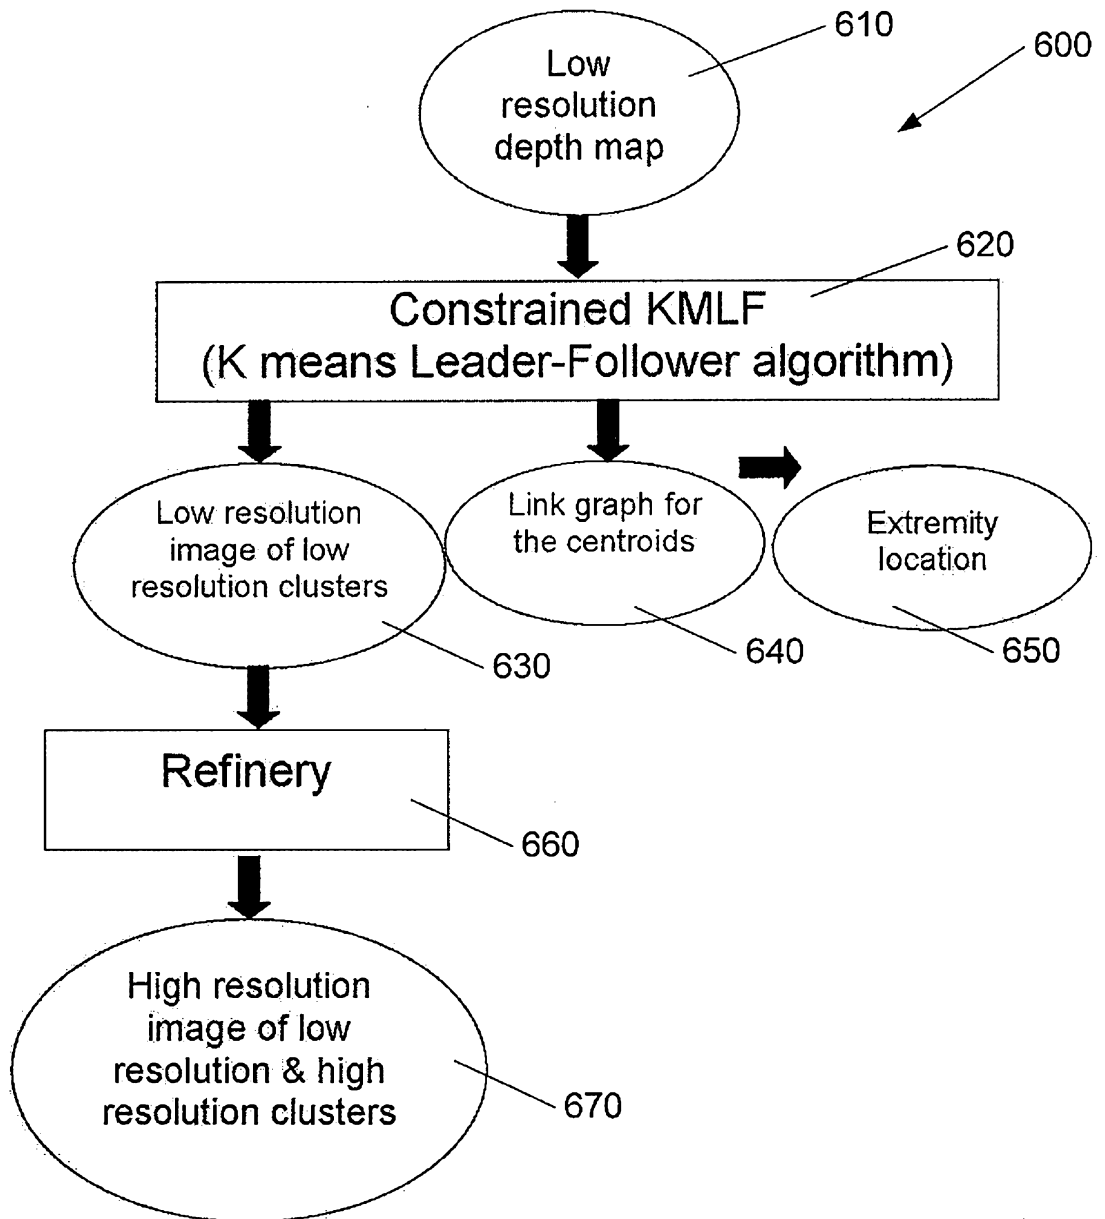 610
600
Low
resolution
depth map
620
Constrained KMLF
(K means Leader-Follower algorithm)
Low resolution
image of low
resolution clusters
630
Link graph for
the centroids
640
Extremity
location
650
Refinery
660
High resolution
image of low
resolution & high
resolution clusters
670